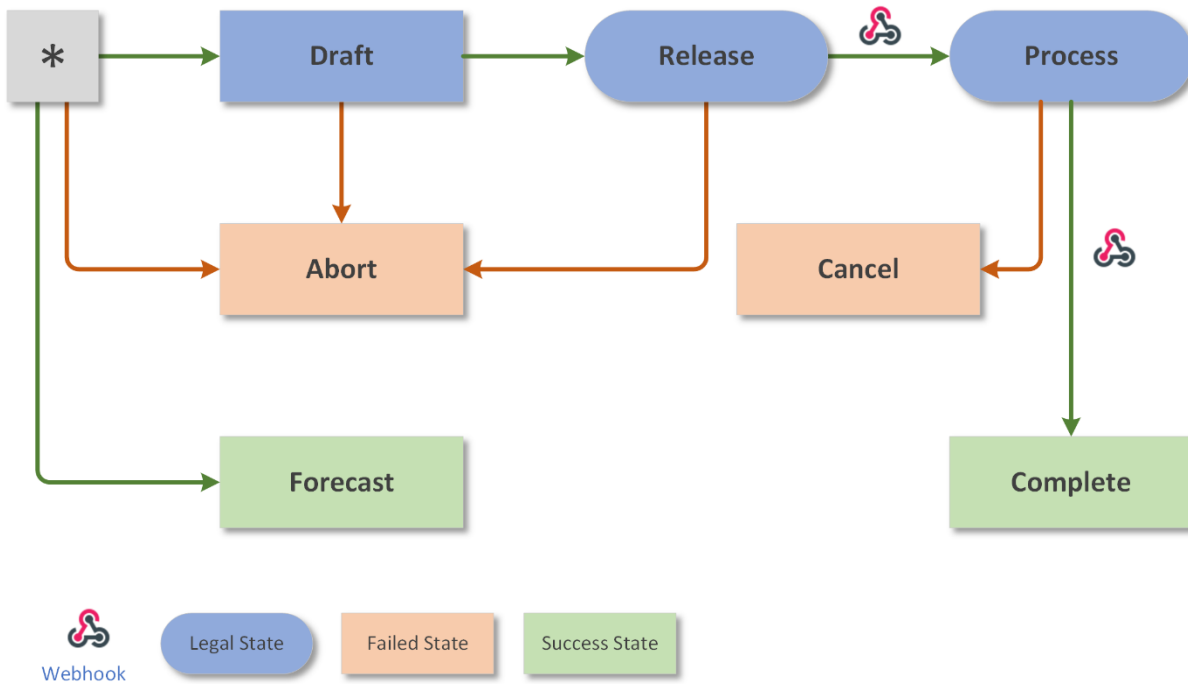 *
Draft
Release
Process
Abort
Cancel
Forecast
Complete
Webhook
Legal State
Failed State
Success State